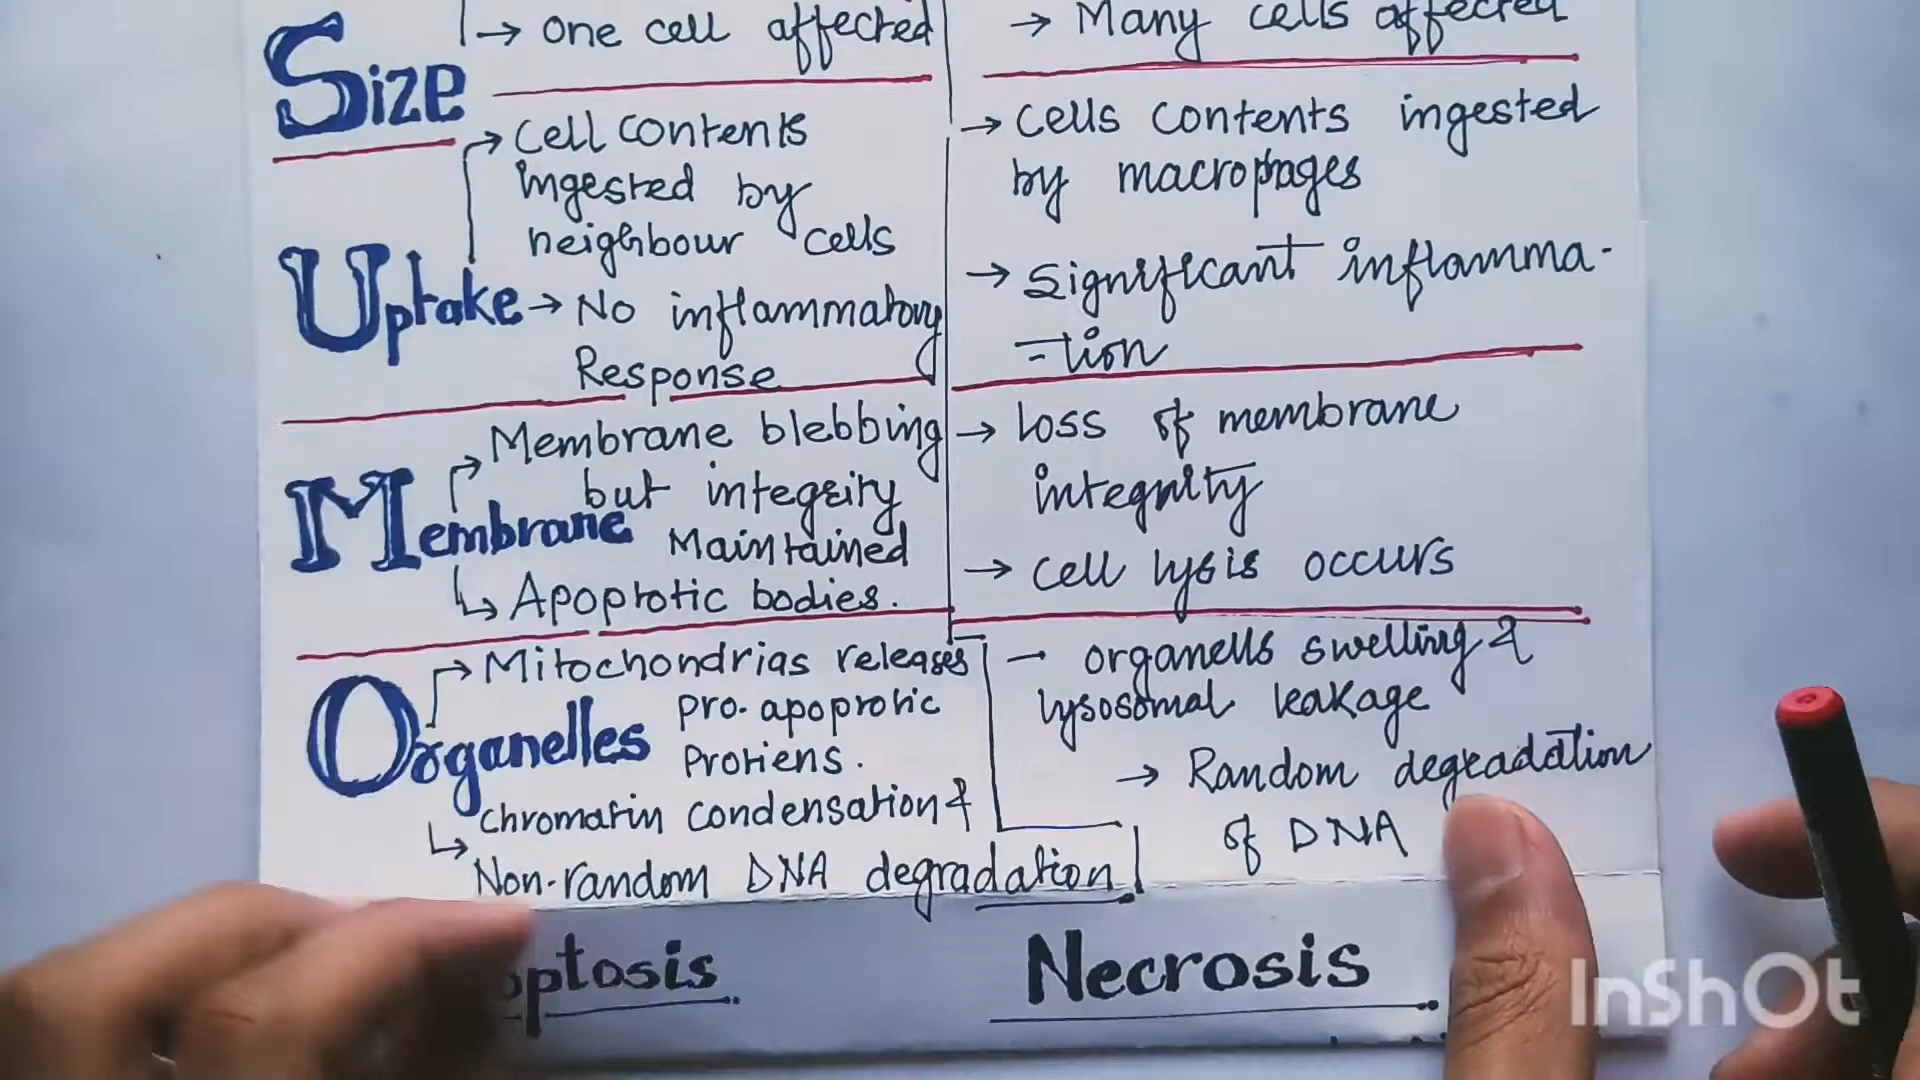 Size
→ One cell affected
→ Many cells affected
→ Cell contents
ingested by
neighbour cells
→ Cells contents ingested
by macrophages
Uptake
→ No inflammatory
Response
→ Significant inflamma-
-tion
→ Membrane blebbing
but integrity
Maintained
Membrane
→ Apoptotic bodies.
→ Loss of membrane
integrity
→ Cell lysis occurs
→ Mitochondrias releases
pro-apoptotic
Protiens.
Organelles
→ chromatin condensation &
Non-random DNA degradation
→ organells swelling &
lysosomal leakage
→ Random degradation
of DNA
optosis
Necrosis
InShOt